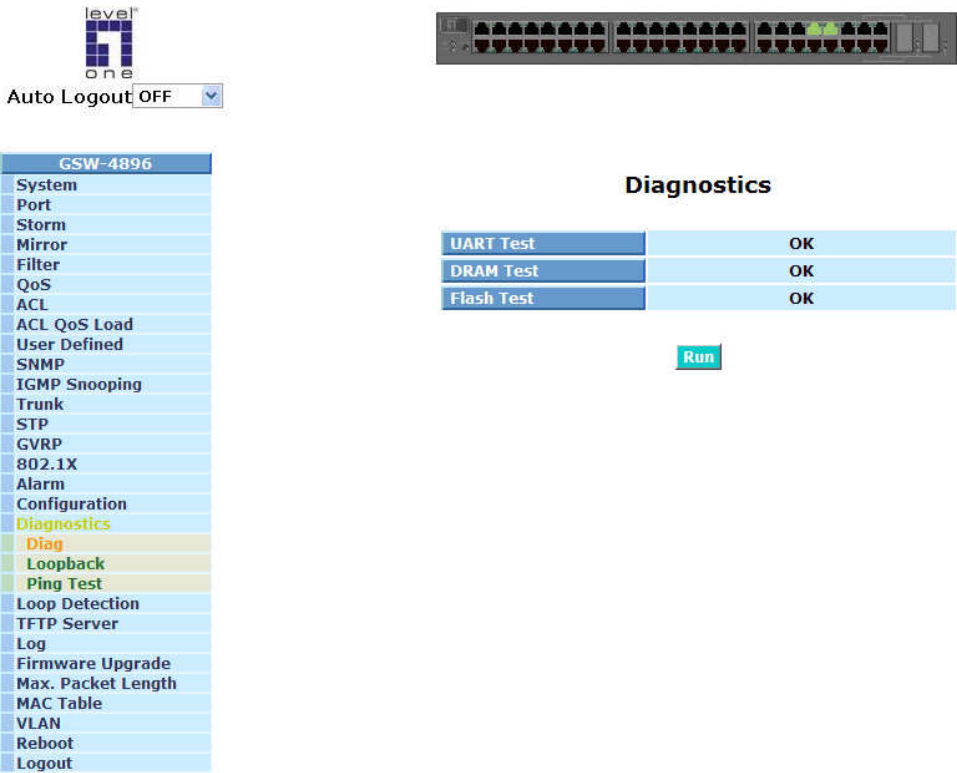 level
one
Auto Logout OFF
GSW-4896
System
Port
Storm
Mirror
Filter
QoS
ACL
ACL QoS Load
User Defined
SNMP
IGMP Snooping
Trunk
STP
GVRP
802.1X
Alarm
Configuration
Diagnostics
Diag
Loopback
Ping Test
Loop Detection
TFTP Server
Log
Firmware Upgrade
Max. Packet Length
MAC Table
VLAN
Reboot
Logout
Diagnostics
UART Test OK
DRAM Test OK
Flash Test OK
Run